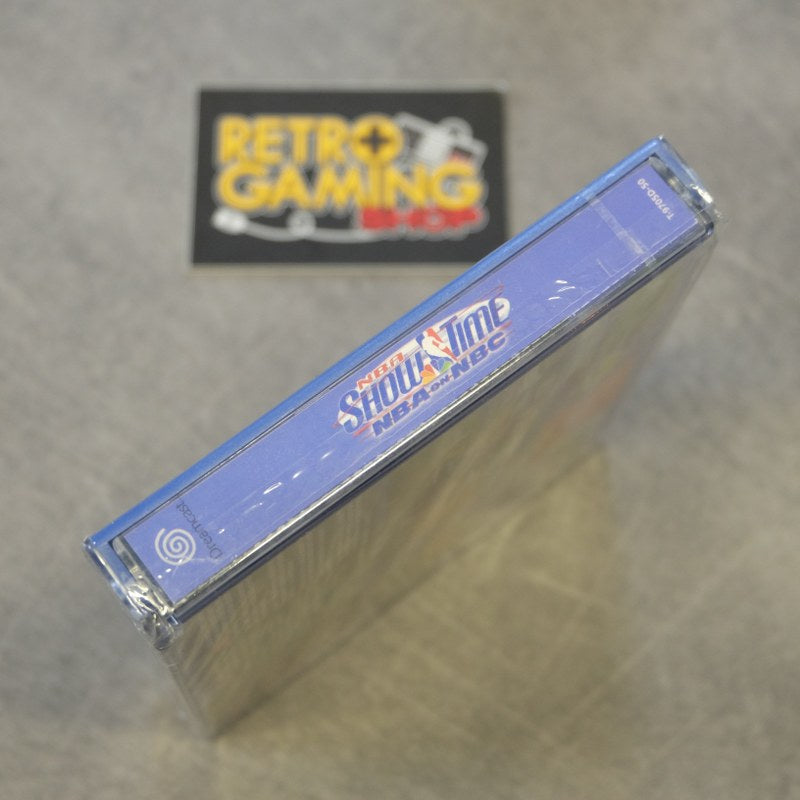 RETRO
GAMING
SHOP
T-9705D-50
NBA
SHOWTIME
NBA ON NBC
Dreamcast